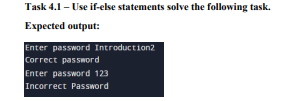 Task 4.1 – Use if-else statements solve the following task.
Expected output:
Enter password Introduction2
Correct password
Enter password 123
Incorrect Password